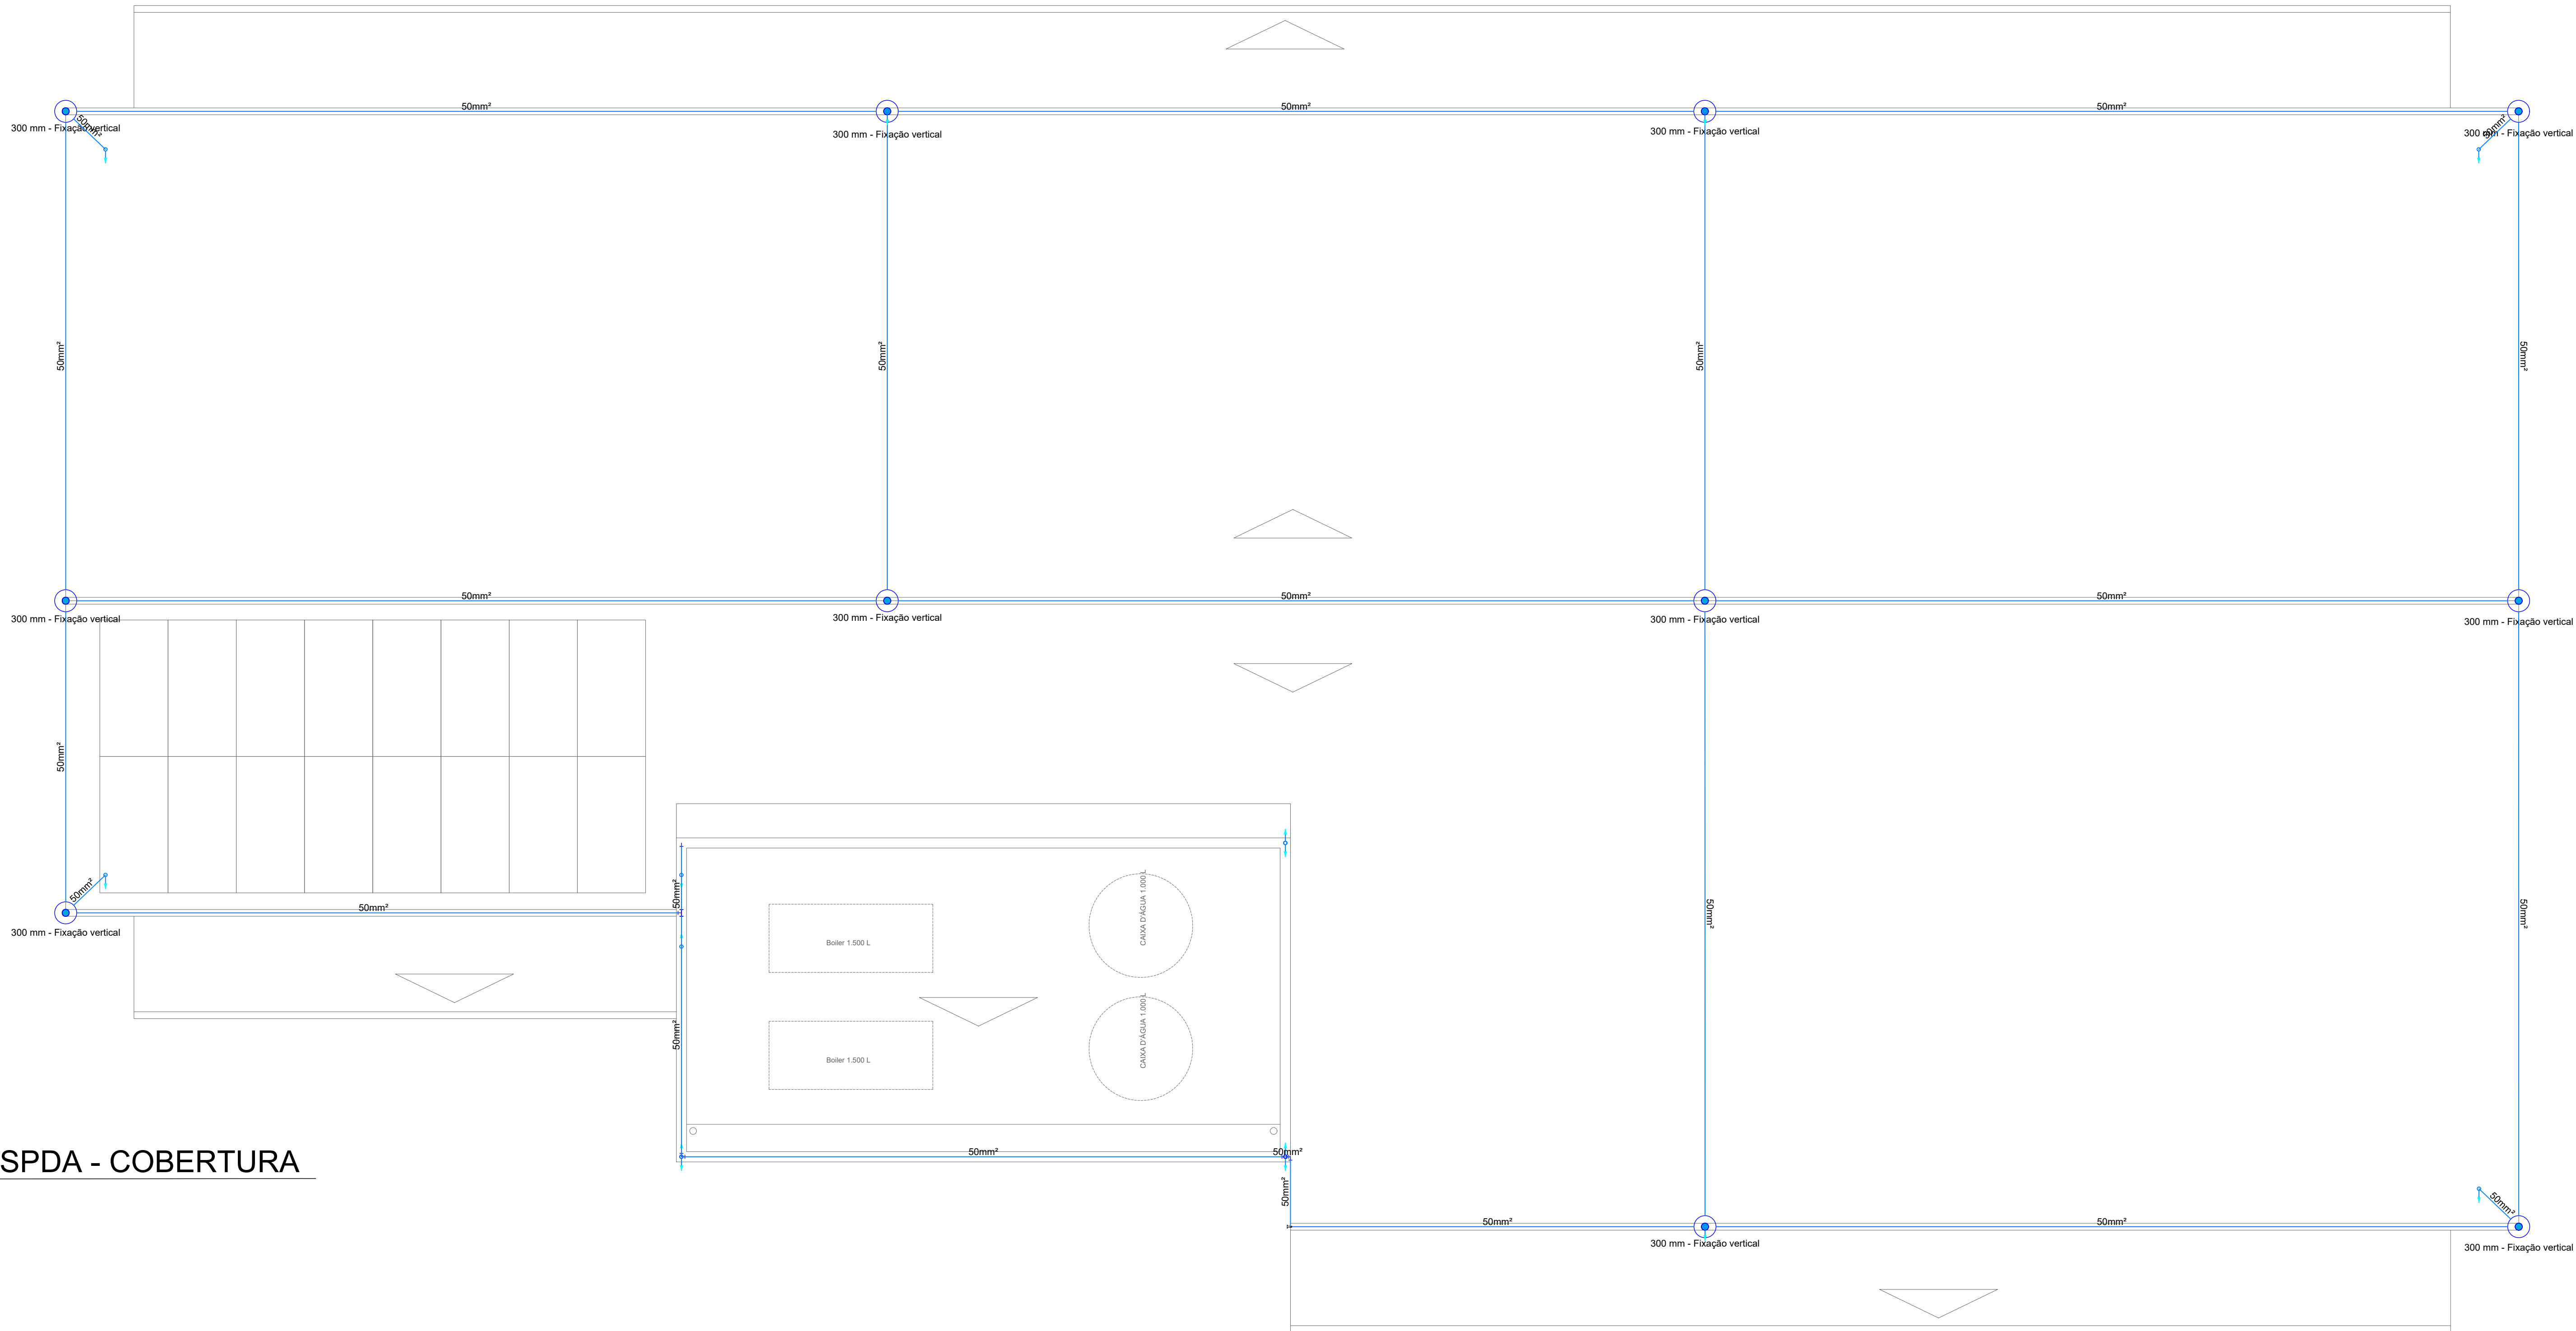 50mm²
50mm²
50mm²
50mm²
300 mm - Fixação vertical
300 mm - Fixação vertical
300 mm - Fixação vertical
50mm²
300 mm - Fixação vertical
50mm²
50mm²
50mm²
50mm²
50mm²
50mm²
50mm²
300 mm - Fixação vertical
300 mm - Fixação vertical
300 mm - Fixação vertical
300 mm - Fixação vertical
50mm²
50mm²
50mm²
50mm²
50mm²
50mm²
300 mm - Fixação vertical
CAIXA D'ÁGUA 1.000 L
Boiler 1.500 L
50mm²
CAIXA D'ÁGUA 1.000 L
Boiler 1.500 L
50mm²
50mm²
SPDA - COBERTURA
50mm²
50mm²
50mm²
50mm²
300 mm - Fixação vertical
300 mm - Fixação vertical